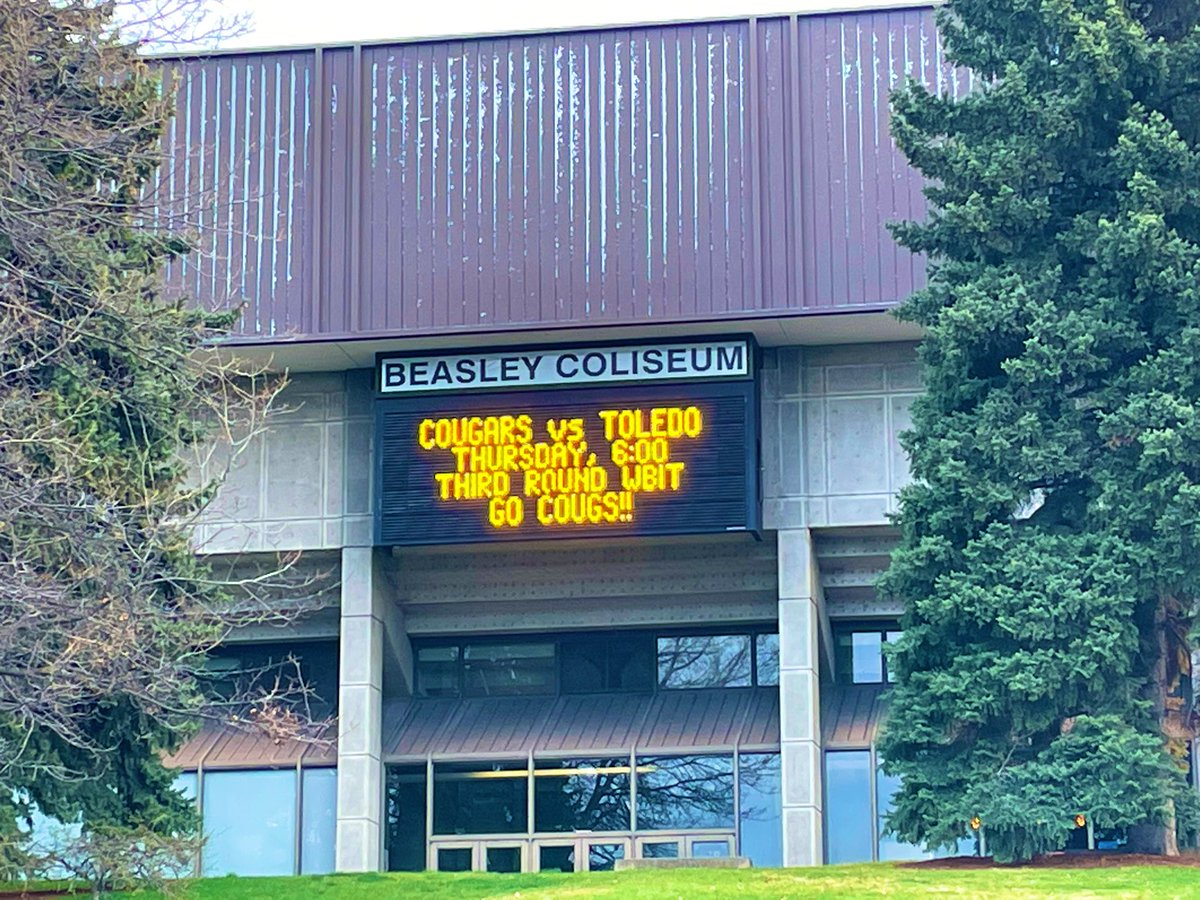 BEASLEY COLISEUM
COUGARS vs TOLEDO
THURSDAY, 6:00
THIRD ROUND WBIT
GO COUGS!!